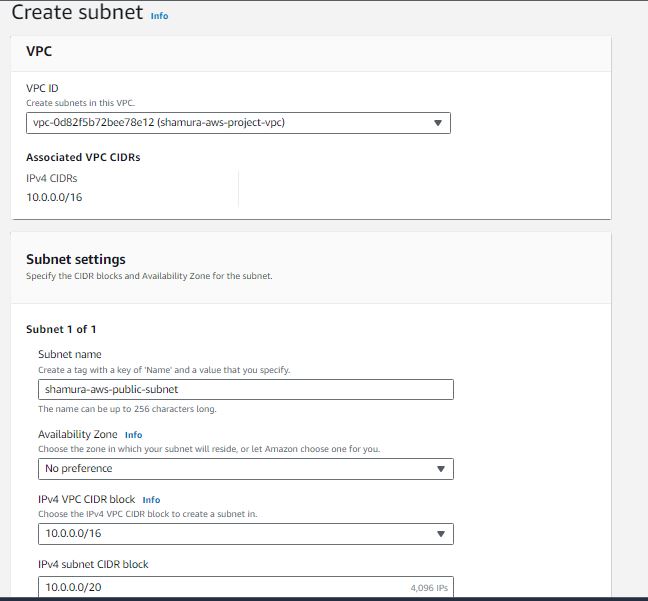 Create subnet Info
VPC
VPC ID
Create subnets in this VPC.
vpc-0d82f5b72bee78e12 (shamura-aws-project-vpc)
Associated VPC CIDRs
IPv4 CIDRs
10.0.0.0/16
Subnet settings
Specify the CIDR blocks and Availability Zone for the subnet.
Subnet 1 of 1
Subnet name
Create a tag with a key of 'Name' and a value that you specify.
shamura-aws-public-subnet
The name can be up to 256 characters long.
Availability Zone Info
Choose the zone in which your subnet will reside, or let Amazon choose one for you.
No preference
IPv4 VPC CIDR block Info
Choose the IPv4 VPC CIDR block to create a subnet in.
10.0.0.0/16
IPv4 subnet CIDR block
10.0.0.0/20 4,096 IPs